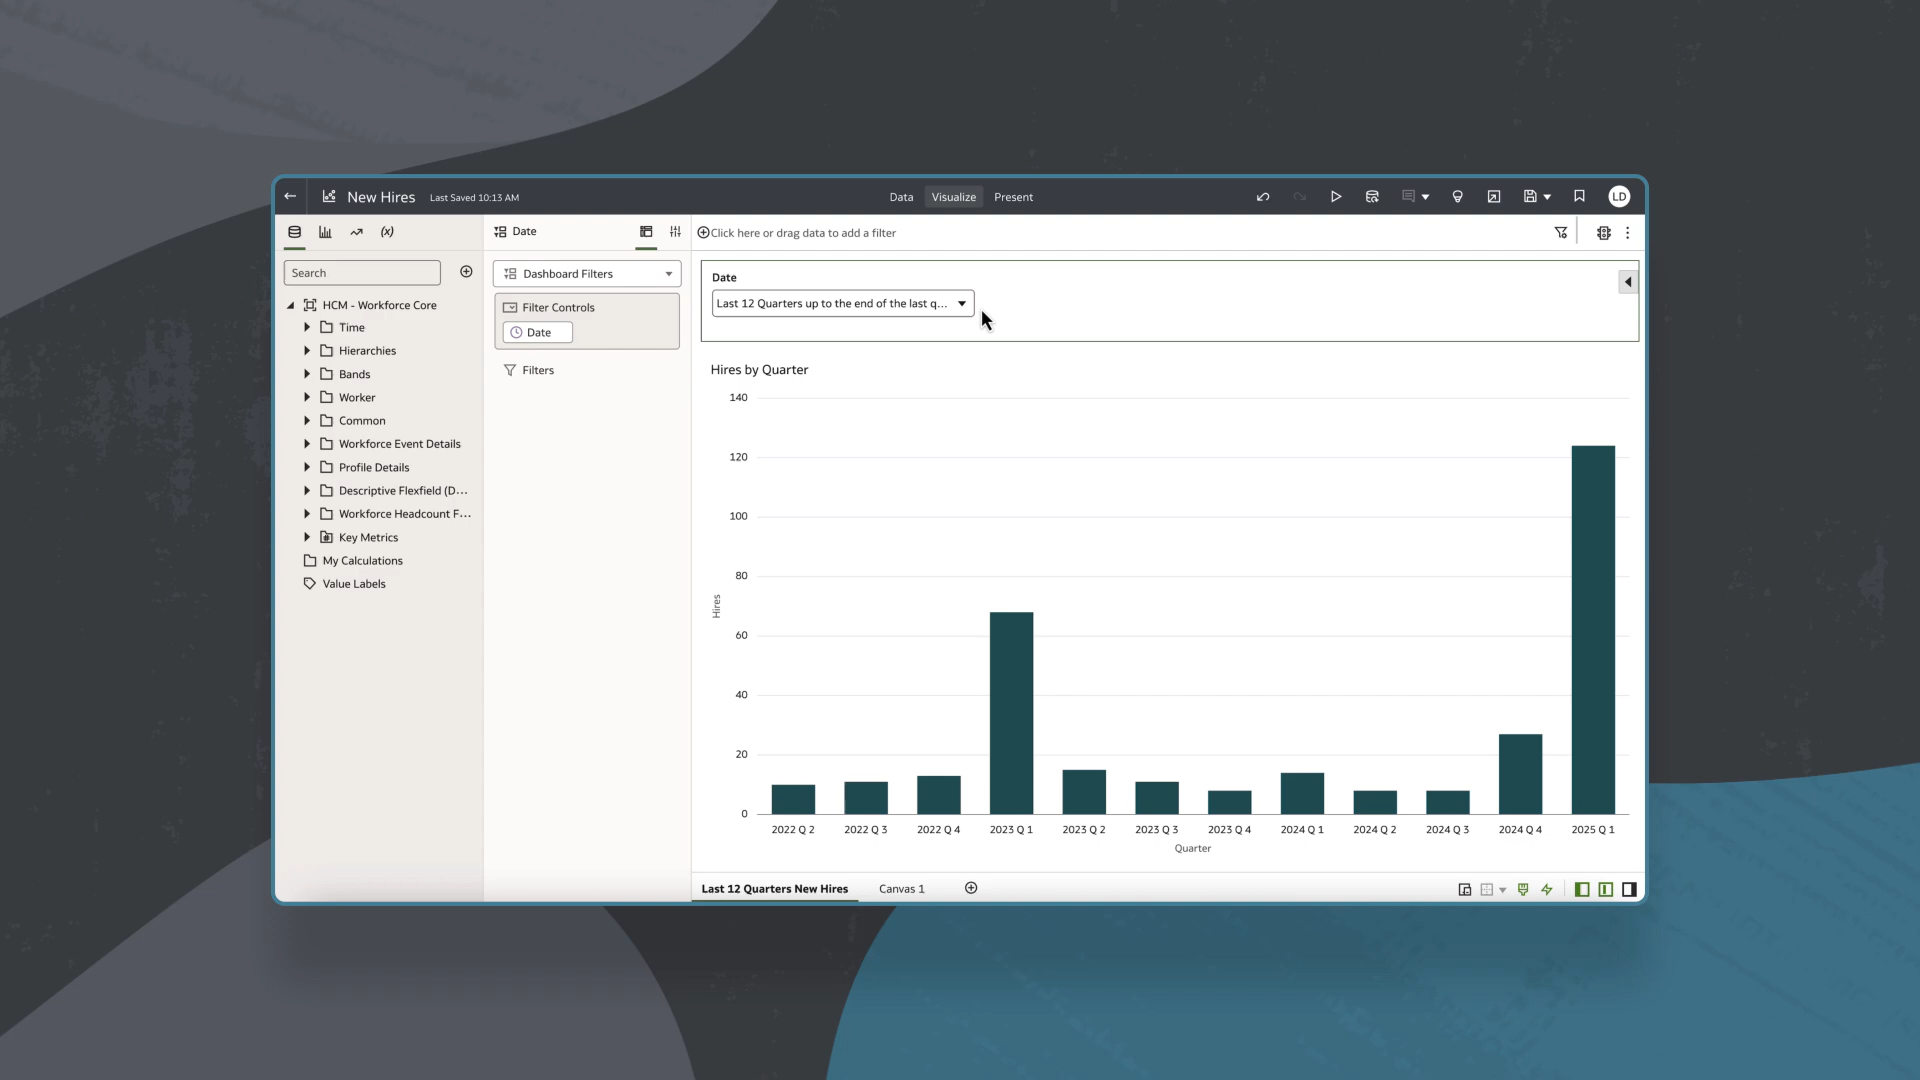 New Hires
Last Saved 10:13 AM
Data
Visualize
Present
LD
(x)
Date
Click here or drag data to add a filter
Search
HCM - Workforce Core
Time
Hierarchies
Bands
Worker
Common
Workforce Event Details
Profile Details
Descriptive Flexfield (D...
Workforce Headcount F...
Key Metrics
My Calculations
Value Labels
Dashboard Filters
Filter Controls
Date
Filters
Date
Last 12 Quarters up to the end of the last q...
Hires by Quarter
140
120
100
80
60
40
20
0
Hires
2022 Q 2
2022 Q 3
2022 Q 4
2023 Q 1
2023 Q 2
2023 Q 3
2023 Q 4
2024 Q 1
2024 Q 2
2024 Q 3
2024 Q 4
2025 Q 1
Quarter
Last 12 Quarters New Hires
Canvas 1